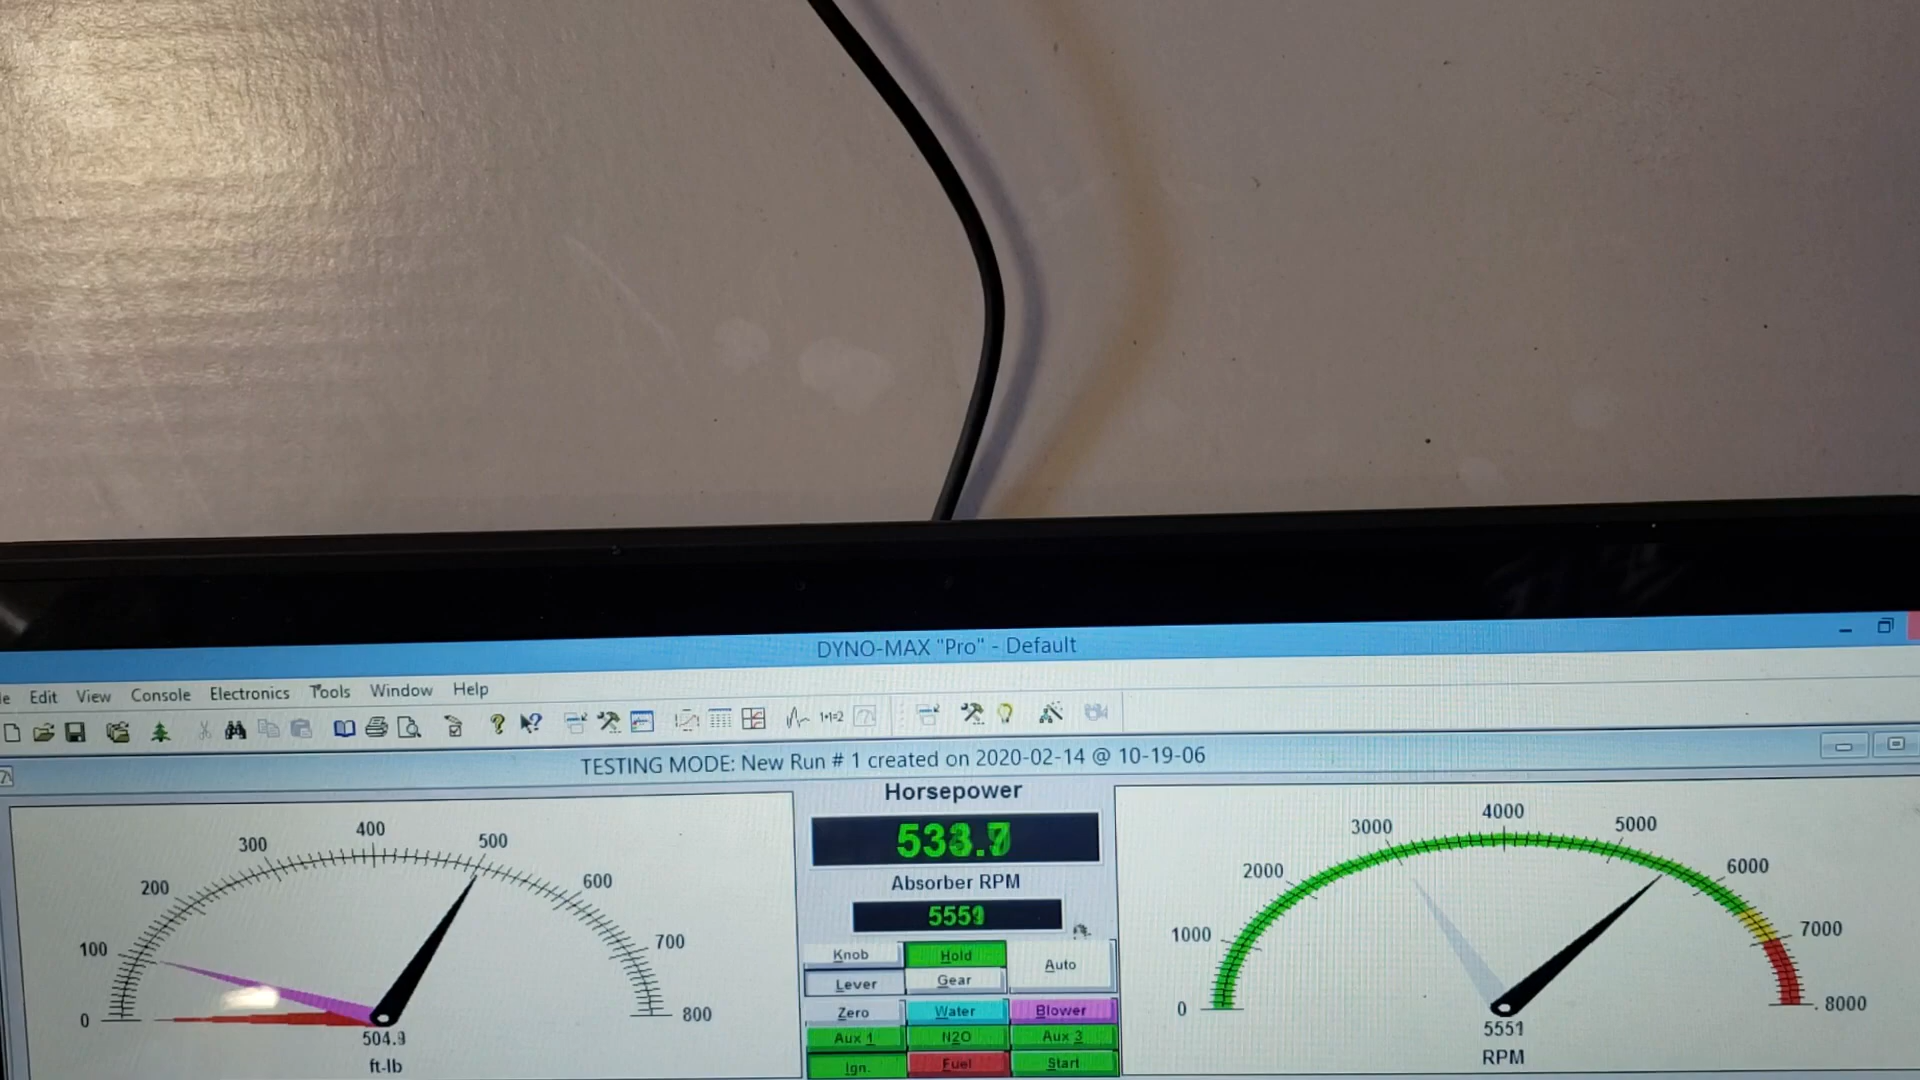 DYNO-MAX "Pro" - Default
Edit View Console Electronics Tools Window Help
TESTING MODE: New Run # 1 created on 2020-02-14 @ 10-19-06
0 100 200 300 400 500 600 700 800
ft-lb
Horsepower
Absorber RPM
Knob Hold Auto
Lever Gear
Zero Water Blower
Aux 1 N2O Aux 3
Ign. Fuel Start
0 1000 2000 3000 4000 5000 6000 7000 8000
5551
RPM